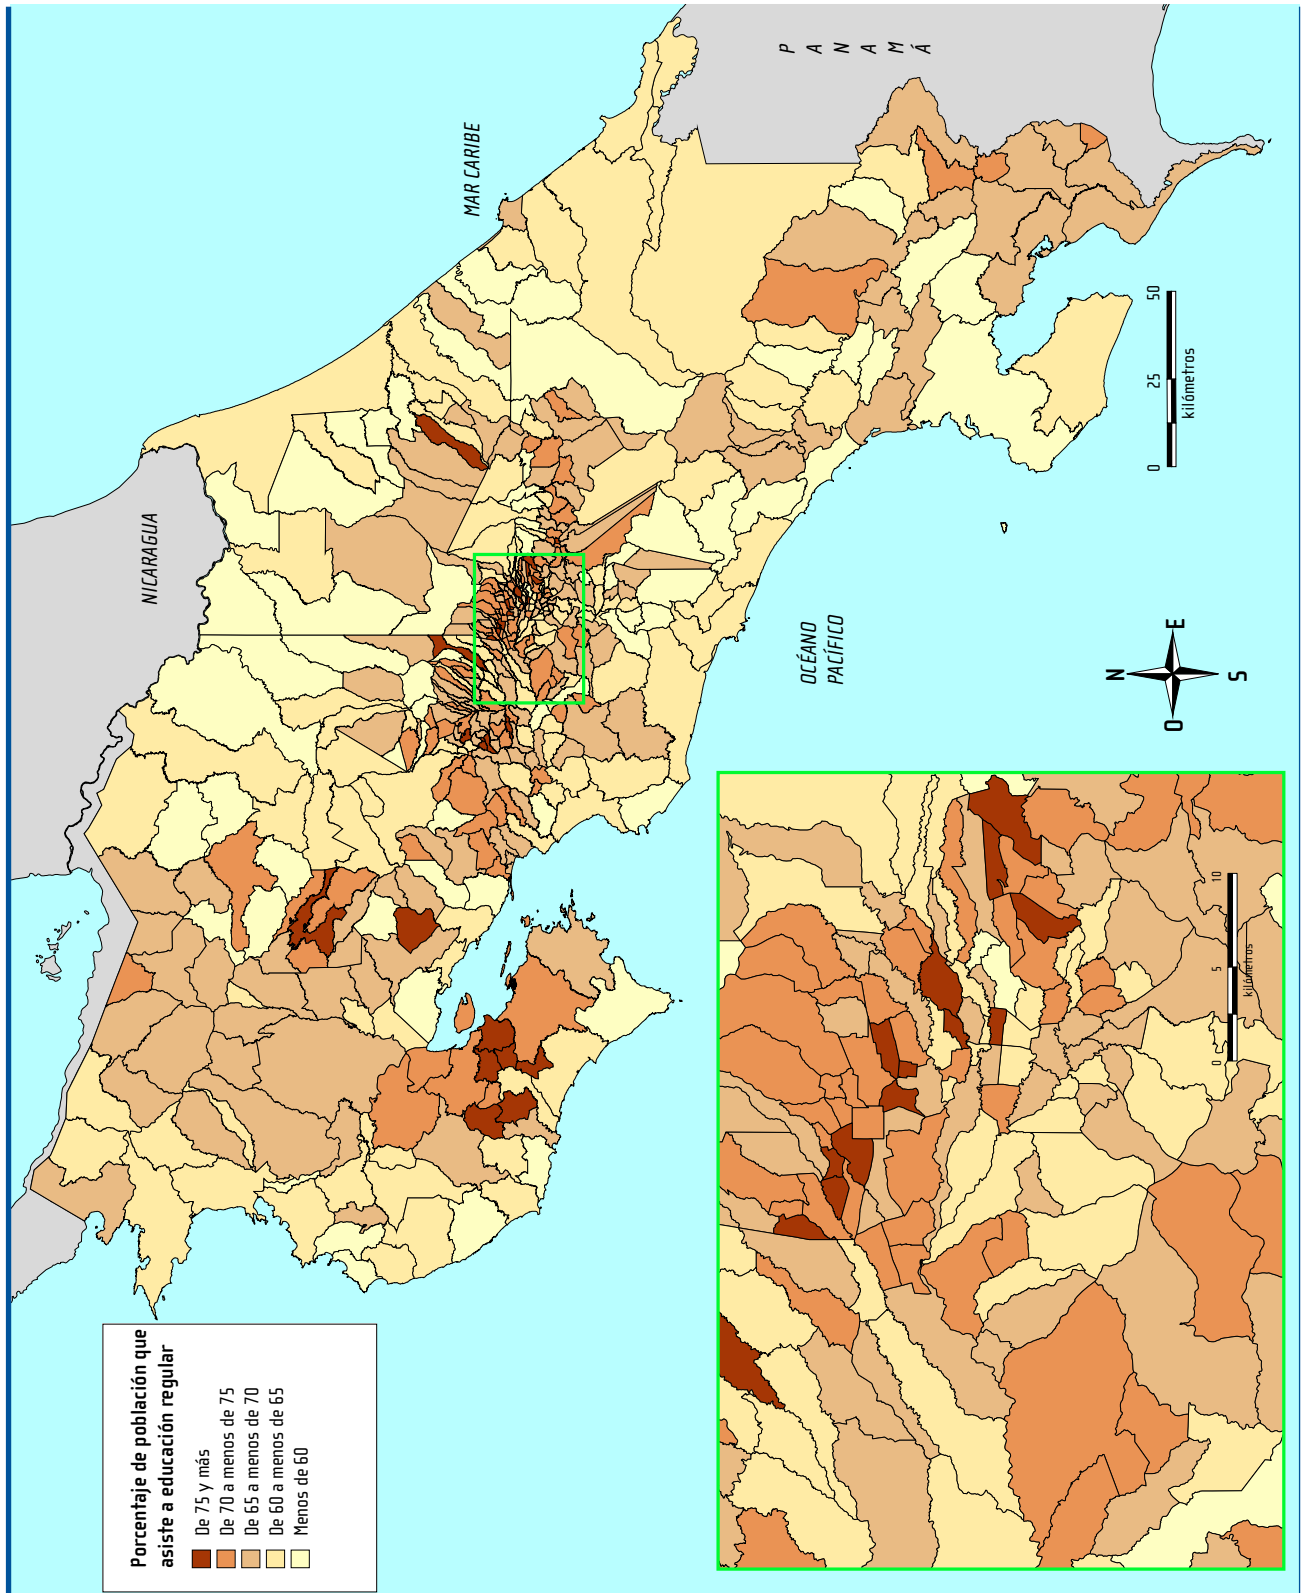 Porcentaje de población que
asiste a educación regular
De 75 y más
De 70 a menos de 75
De 65 a menos de 70
De 60 a menos de 65
Menos de 60
NICARAGUA
MAR CARIBE
PANAMÁ
OCÉANO
PACÍFICO
N
O
E
S
0
25
50
kilómetros
0
5
10
kilómetros